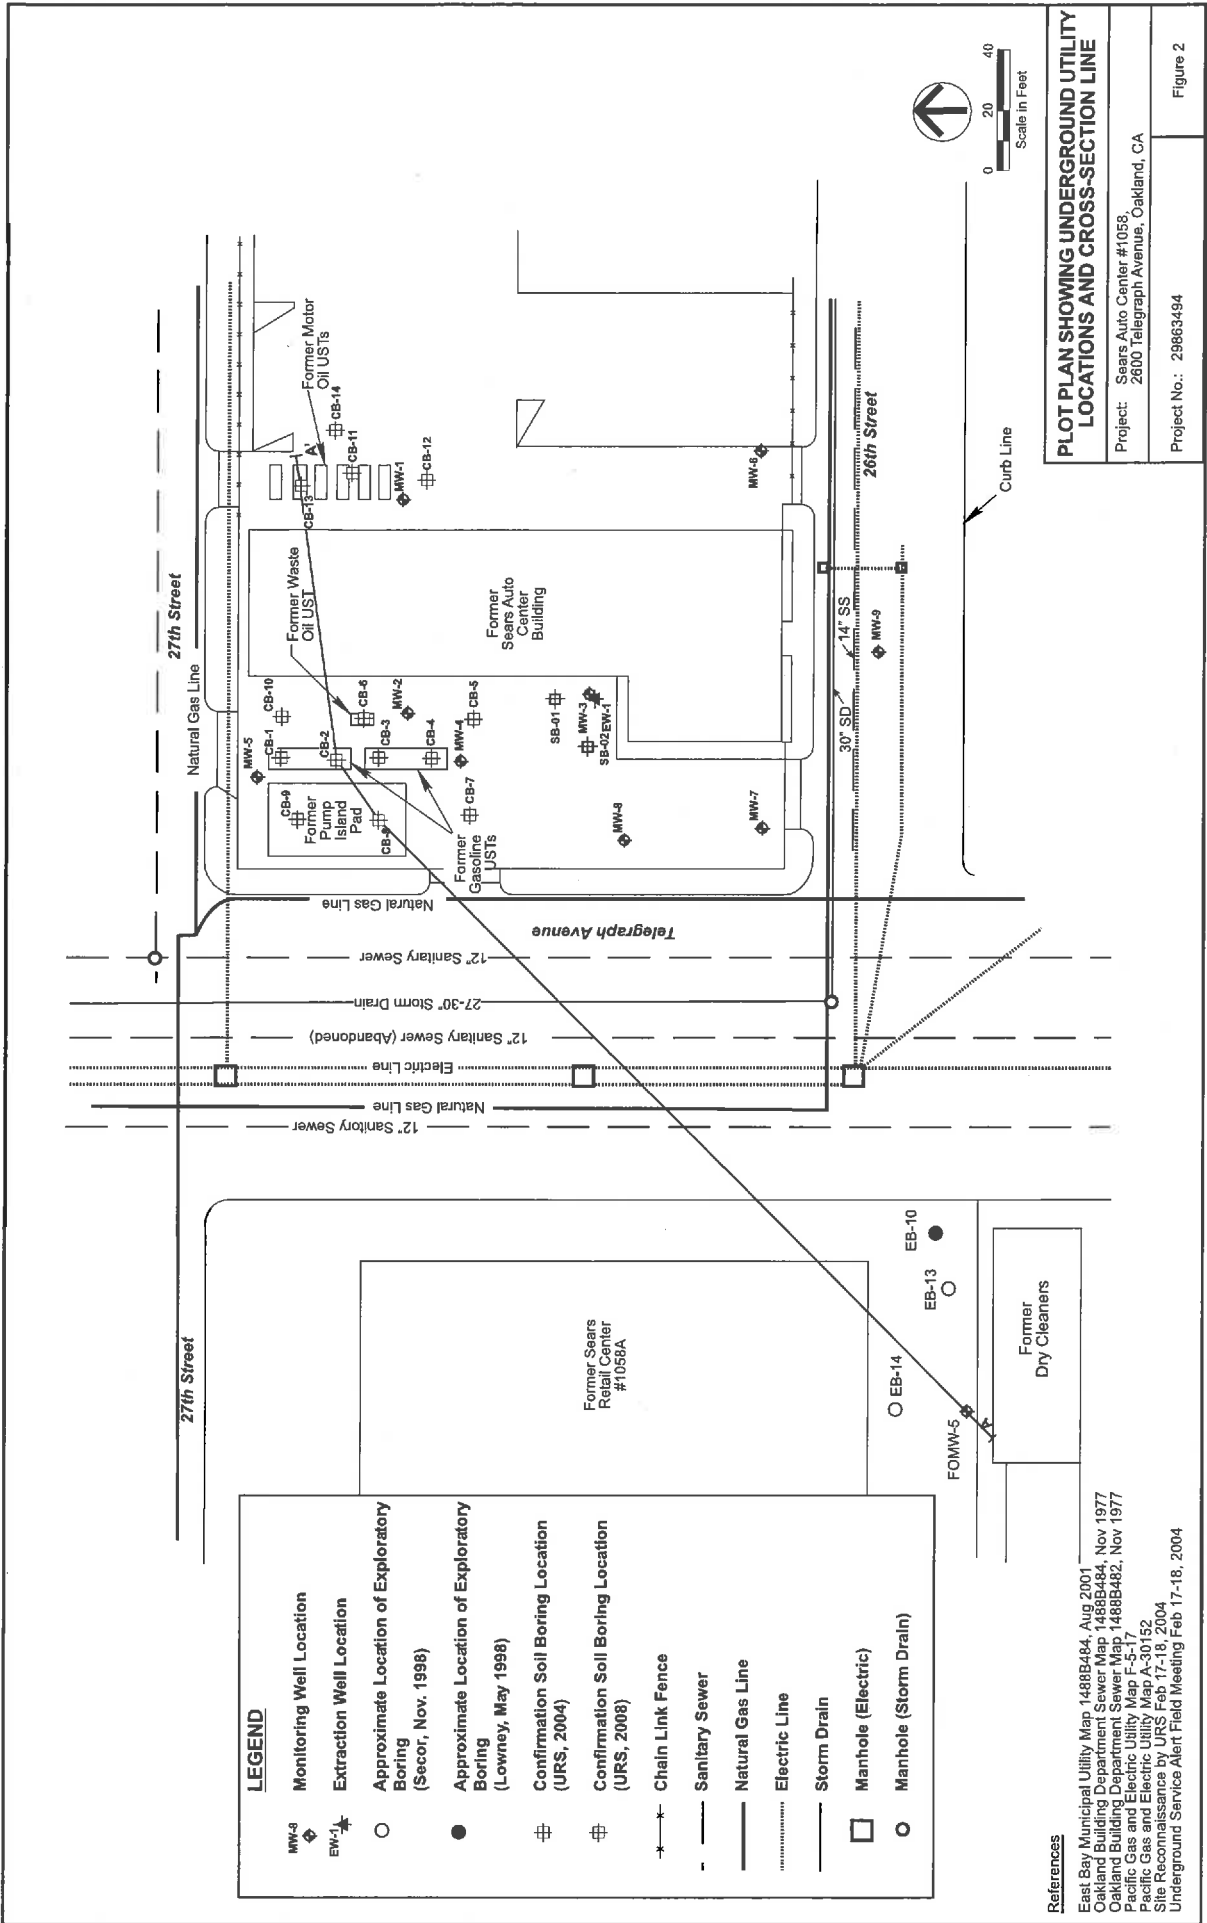 27th Street
27th Street
Natural Gas Line
Natural Gas Line
12" Sanitary Sewer
27-30" Storm Drain
12" Sanitary Sewer (Abandoned)
Electric Line
Natural Gas Line
12" Sanitory Sewer
Telegraph Avenue
MW-5
CB-1
CB-10
CB-9
Former
Pump
Island
Pad
CB-8
CB-2
Former Waste
Oil UST
CB-6
CB-3
MW-2
CB-4
MW-4
CB-5
CB-7
Former
Gasoline
USTs
Former Motor
Oil USTs
A'
CB-13
CB-14
CB-11
MW-1
CB-12
Former
Sears Auto
Center
Building
SB-01
MW-3
SB-02
EW-1
MW-8
MW-7
MW-6
26th Street
30" SD
14" SS
MW-9
Curb Line
Former Sears
Retail Center
#1058A
EB-10
EB-13
EB-14
FOMW-5
A
Former
Dry Cleaners
LEGEND
MW-8
Monitoring Well Location
EW-1
Extraction Well Location
Approximate Location of Exploratory
Boring
(Secor, Nov. 1998)
Approximate Location of Exploratory
Boring
(Lowney, May 1998)
Confirmation Soil Boring Location
(URS, 2004)
Confirmation Soil Boring Location
(URS, 2008)
Chain Link Fence
Sanitary Sewer
Natural Gas Line
Electric Line
Storm Drain
Manhole (Electric)
Manhole (Storm Drain)
References
East Bay Municipal Utility Map 1488B484, Aug 2001
Oakland Building Department Sewer Map 1488B484, Nov 1977
Oakland Building Department Sewer Map 1488B482, Nov 1977
Pacific Gas and Electric Utility Map F-5-17
Pacific Gas and Electric Utility Map A-30152
Site Reconnaissance by URS Feb 17-18, 2004
Underground Service Alert Field Meeting Feb 17-18, 2004
0 20 40
Scale in Feet
PLOT PLAN SHOWING UNDERGROUND UTILITY
LOCATIONS AND CROSS-SECTION LINE
Project: Sears Auto Center #1058,
2600 Telegraph Avenue, Oakland, CA
Project No.: 29863494
Figure 2